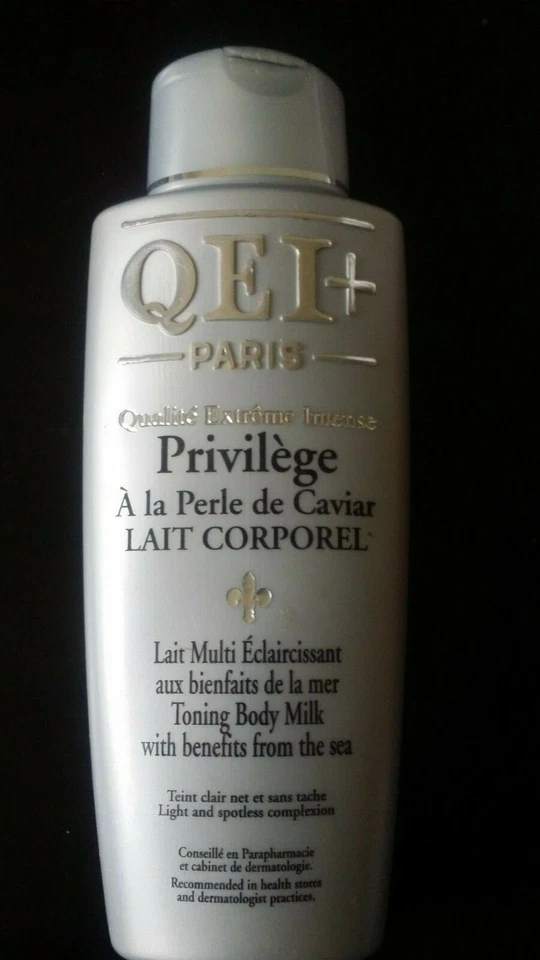 QEI+
PARIS
Qualité Extrême Intense
Privilège
À la Perle de Caviar
LAIT CORPOREL
Lait Multi Éclaircissant
aux bienfaits de la mer
Toning Body Milk
with benefits from the sea
Teint clair net et sans tache
Light and spotless complexion
Conseillé en Parapharmacie
et cabinet de dermatologie.
Recommended in health stores
and dermatologist practices.